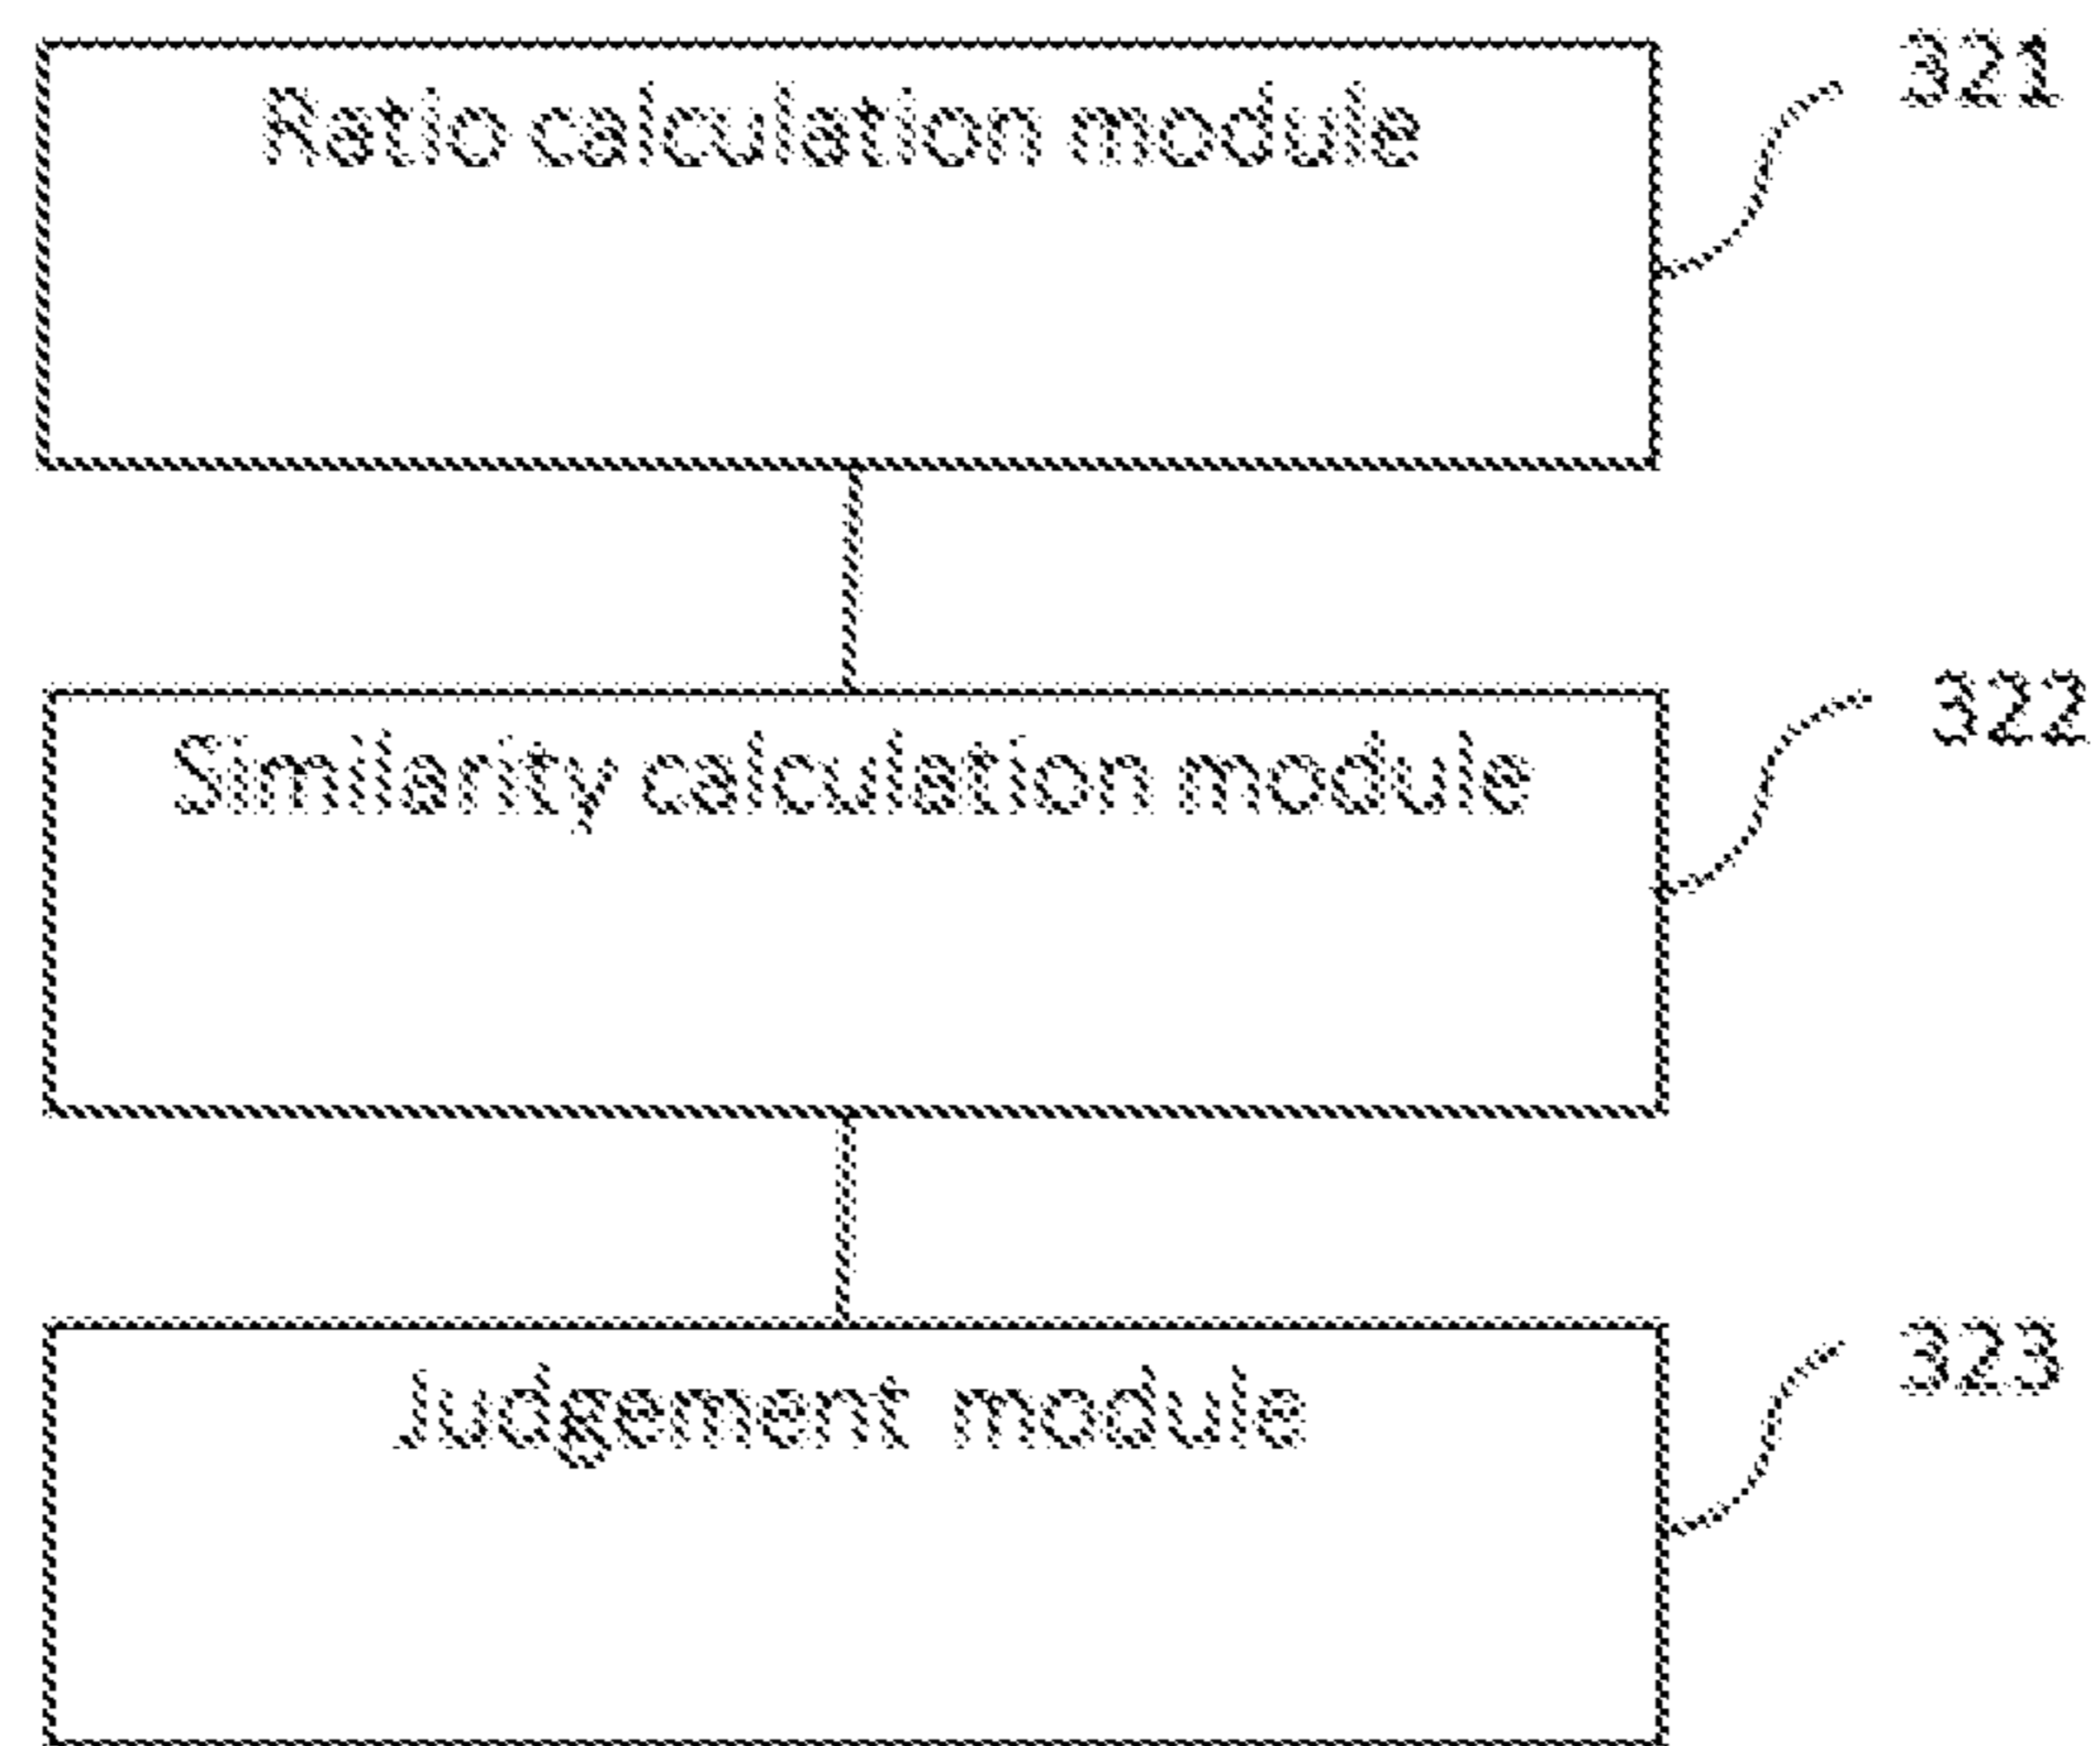 Ratio calculation module
321
Similarity calculation module
322
Judgement module
323